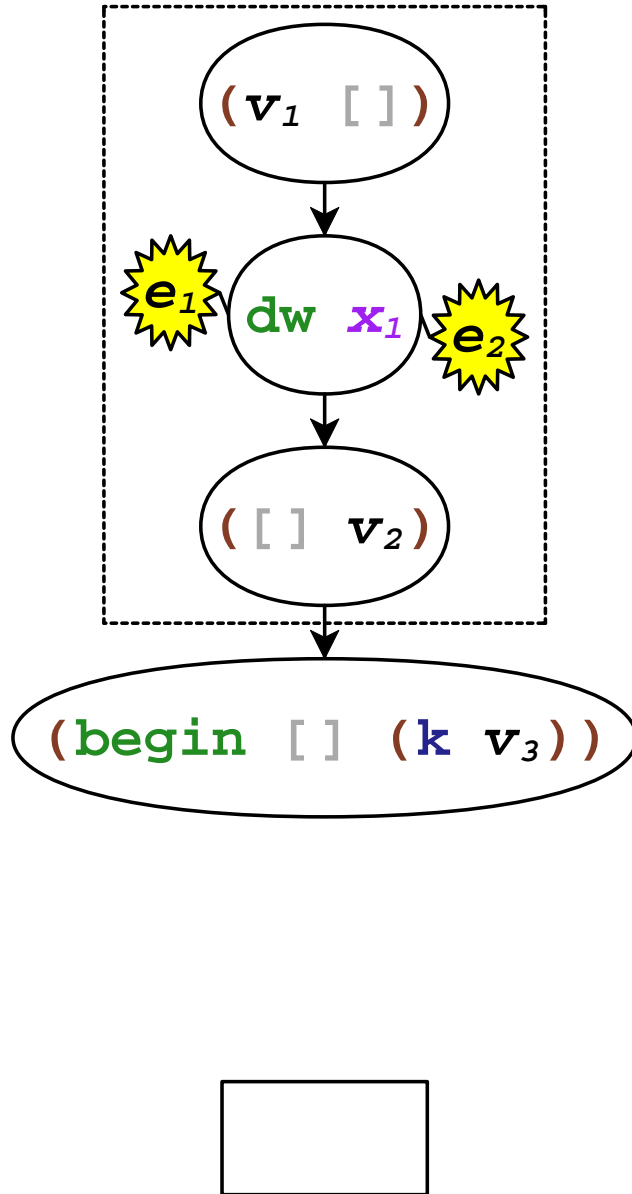 (v₁ [])
e₁
dw x₁
e₂
([] v₂)
(begin [] (k v₃))